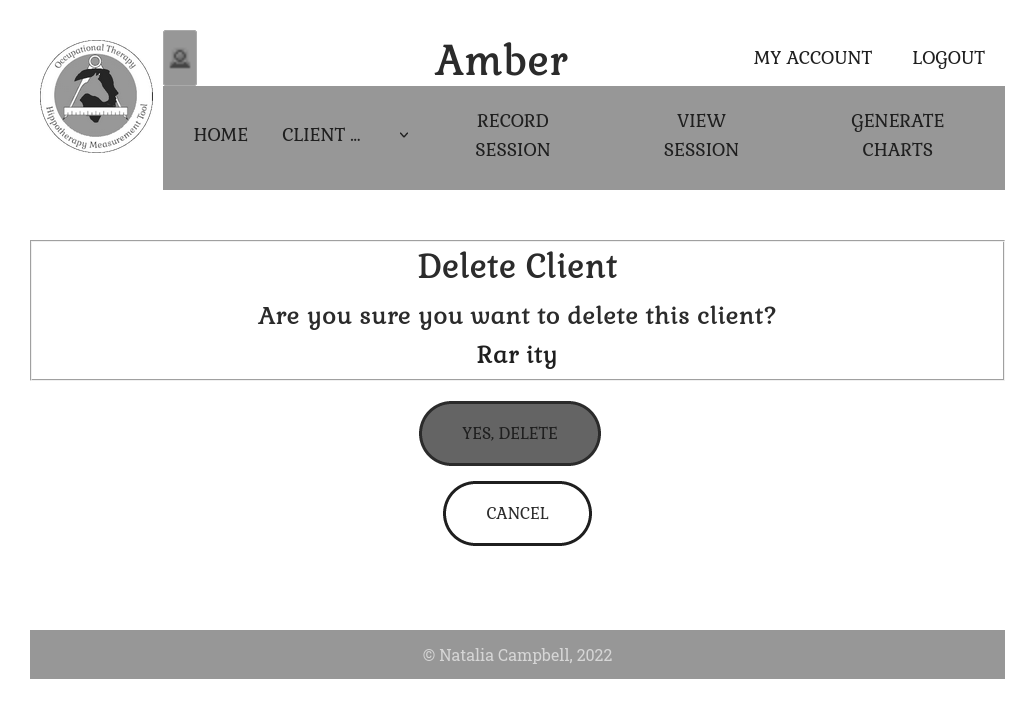 Occupational Therapy
Hippotherapy Measurement Tool
Amber
MY ACCOUNT
LOGOUT
HOME
CLIENT ...
RECORD
SESSION
VIEW
SESSION
GENERATE
CHARTS
Delete Client
Are you sure you want to delete this client?
Rar ity
YES, DELETE
CANCEL
© Natalia Campbell, 2022